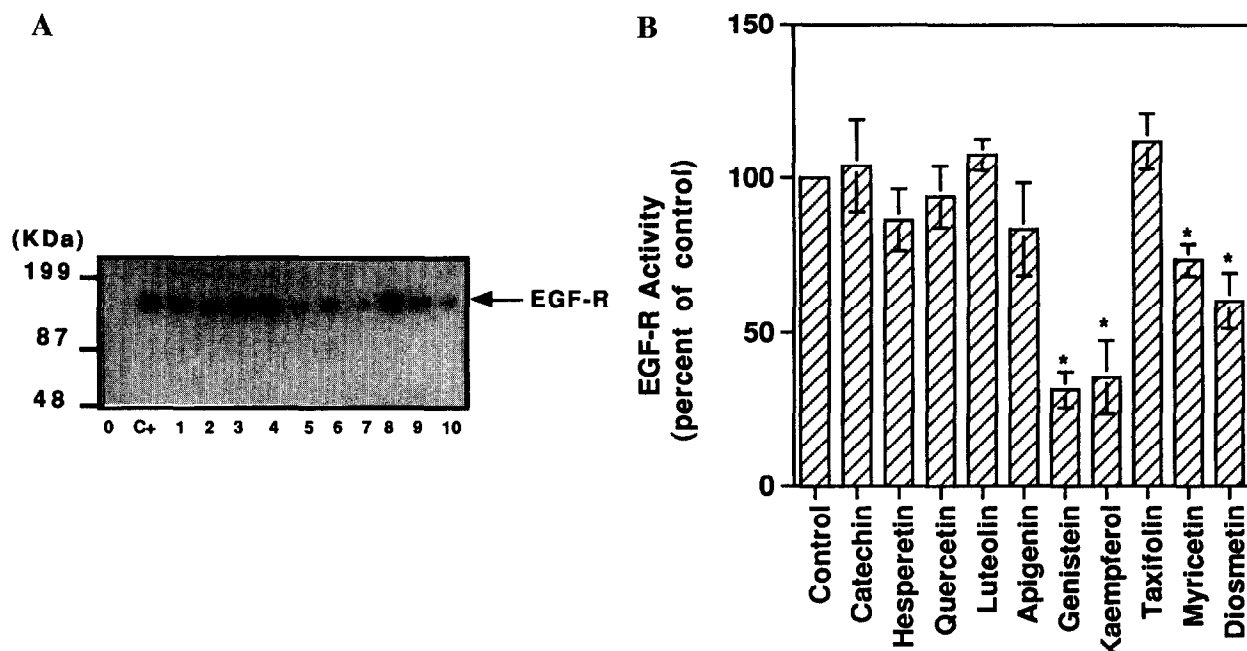 A
(KDa)
199
87
48
EGF-R
0 C+ 1 2 3 4 5 6 7 8 9 10
B
EGF-R Activity
(percent of control)
150
100
50
0
* * * *
Control
Catechin
Hesperetin
Quercetin
Luteolin
Apigenin
Genistein
Kaempferol
Taxifolin
Myricetin
Diosmetin